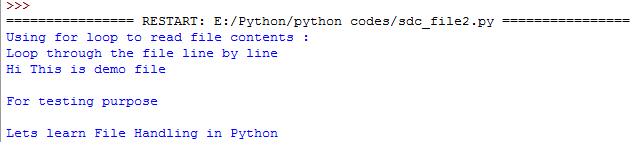 >>>
================ RESTART: E:/Python/python codes/sdc_file2.py ================
Using for loop to read file contents :
Loop through the file line by line
Hi This is demo file
For testing purpose
Lets learn File Handling in Python